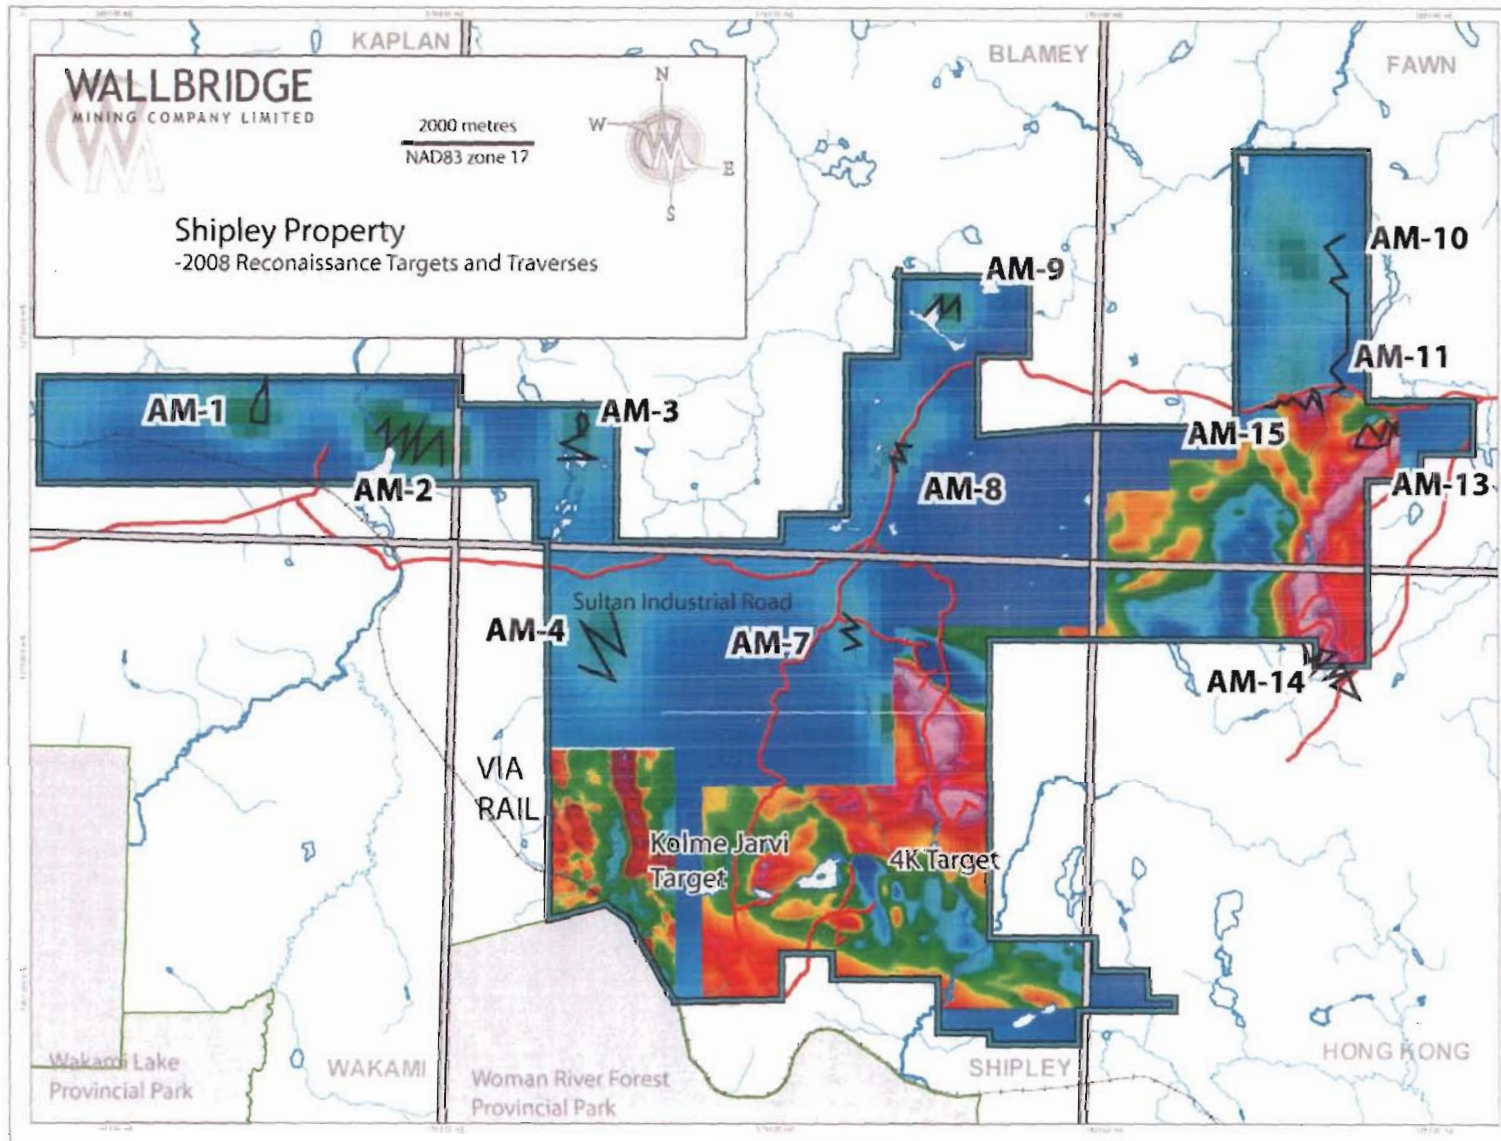 KAPLAN
BLAMEY
FAWN
WALLBRIDGE
MINING COMPANY LIMITED
2000 metres
NAD83 zone 17
N
W
E
S
WM
Shipley Property
-2008 Reconaissance Targets and Traverses
AM-10
AM-9
AM-11
AM-1
AM-3
AM-15
AM-2
AM-8
AM-13
Sultan Industrial Road
AM-4
AM-7
AM-14
VIA
RAIL
Kolme Jarvi
Target
4K Target
Wakami Lake
Provincial Park
WAKAMI
Woman River Forest
Provincial Park
SHIPLEY
HONG KONG